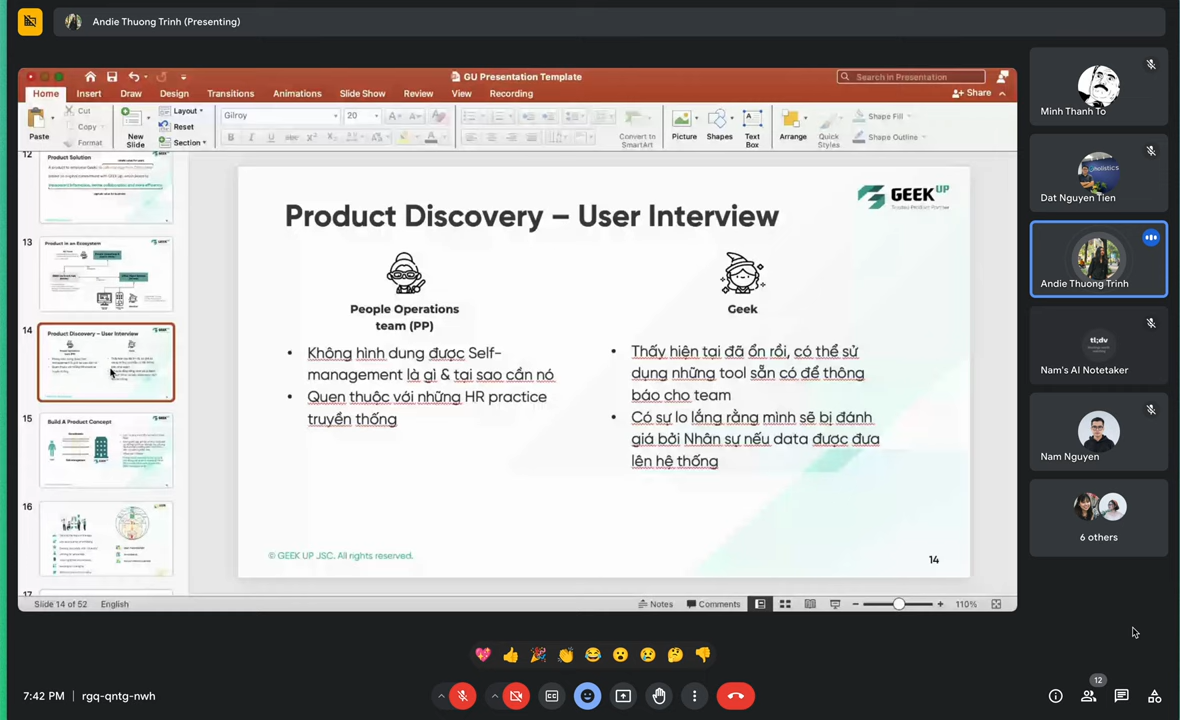 Andie Thuong Trinh (Presenting)
GU Presentation Template
Search in Presentation
Home Insert Draw Design Transitions Animations Slide Show Review View Recording
Share
Paste
Cut
Copy
Format
New
Slide
Layout
Reset
Section
Gilroy
20
Convert to
SmartArt
Picture
Shapes
Text
Box
Arrange
Quick
Styles
Shape Fill
Shape Outline
12
Product Solution
13
Product in an Ecosystem
14
Product Discovery – User Interview
15
Build A Product Concept
16
17
GEEK UP
Product Discovery – User Interview
People Operations
team (PP)
• Không hình dung được Self-
management là gì & tại sao cần nó
• Quen thuộc với những HR practice
truyền thống
Geek
• Thấy hiện tại đã ổn rồi, có thể sử
dụng những tool sẵn có để thông
báo cho team
• Có sự lo lắng rằng mình sẽ bị đánh
giá bởi Nhân sự nếu data được đưa
lên hệ thống
© GEEK UP JSC. All rights reserved.
14
Slide 14 of 52 English
Notes Comments
110%
Minh Thanh To
holistics
Dat Nguyen Tien
Andie Thuong Trinh
tl;dv
Nam's AI Notetaker
Nam Nguyen
6 others
7:42 PM | rgq-qntg-nwh
12